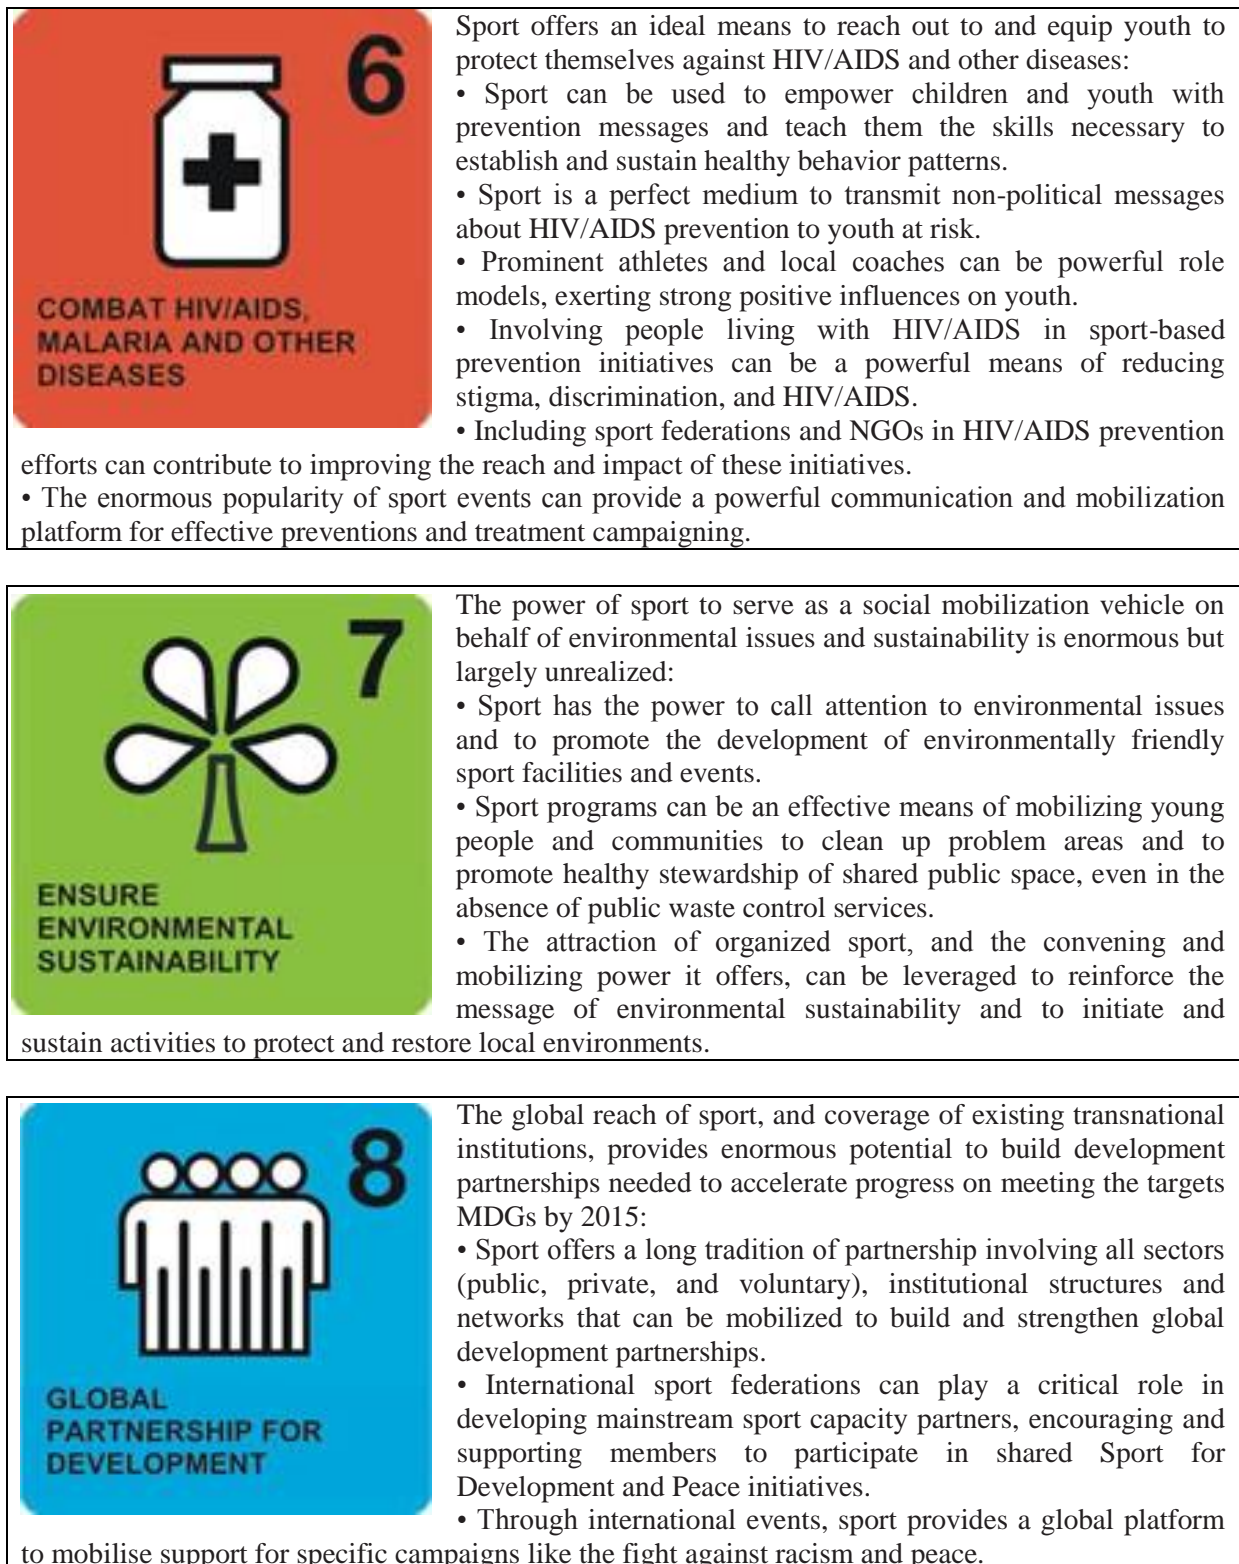 6
COMBAT HIV/AIDS,
MALARIA AND OTHER
DISEASES
Sport offers an ideal means to reach out to and equip youth to
protect themselves against HIV/AIDS and other diseases:
• Sport can be used to empower children and youth with
prevention messages and teach them the skills necessary to
establish and sustain healthy behavior patterns.
• Sport is a perfect medium to transmit non-political messages
about HIV/AIDS prevention to youth at risk.
• Prominent athletes and local coaches can be powerful role
models, exerting strong positive influences on youth.
• Involving people living with HIV/AIDS in sport-based
prevention initiatives can be a powerful means of reducing
stigma, discrimination, and HIV/AIDS.
• Including sport federations and NGOs in HIV/AIDS prevention
efforts can contribute to improving the reach and impact of these initiatives.
• The enormous popularity of sport events can provide a powerful communication and mobilization
platform for effective preventions and treatment campaigning.
7
ENSURE
ENVIRONMENTAL
SUSTAINABILITY
The power of sport to serve as a social mobilization vehicle on
behalf of environmental issues and sustainability is enormous but
largely unrealized:
• Sport has the power to call attention to environmental issues
and to promote the development of environmentally friendly
sport facilities and events.
• Sport programs can be an effective means of mobilizing young
people and communities to clean up problem areas and to
promote healthy stewardship of shared public space, even in the
absence of public waste control services.
• The attraction of organized sport, and the convening and
mobilizing power it offers, can be leveraged to reinforce the
message of environmental sustainability and to initiate and
sustain activities to protect and restore local environments.
8
GLOBAL
PARTNERSHIP FOR
DEVELOPMENT
The global reach of sport, and coverage of existing transnational
institutions, provides enormous potential to build development
partnerships needed to accelerate progress on meeting the targets
MDGs by 2015:
• Sport offers a long tradition of partnership involving all sectors
(public, private, and voluntary), institutional structures and
networks that can be mobilized to build and strengthen global
development partnerships.
• International sport federations can play a critical role in
developing mainstream sport capacity partners, encouraging and
supporting members to participate in shared Sport for
Development and Peace initiatives.
• Through international events, sport provides a global platform
to mobilise support for specific campaigns like the fight against racism and peace.